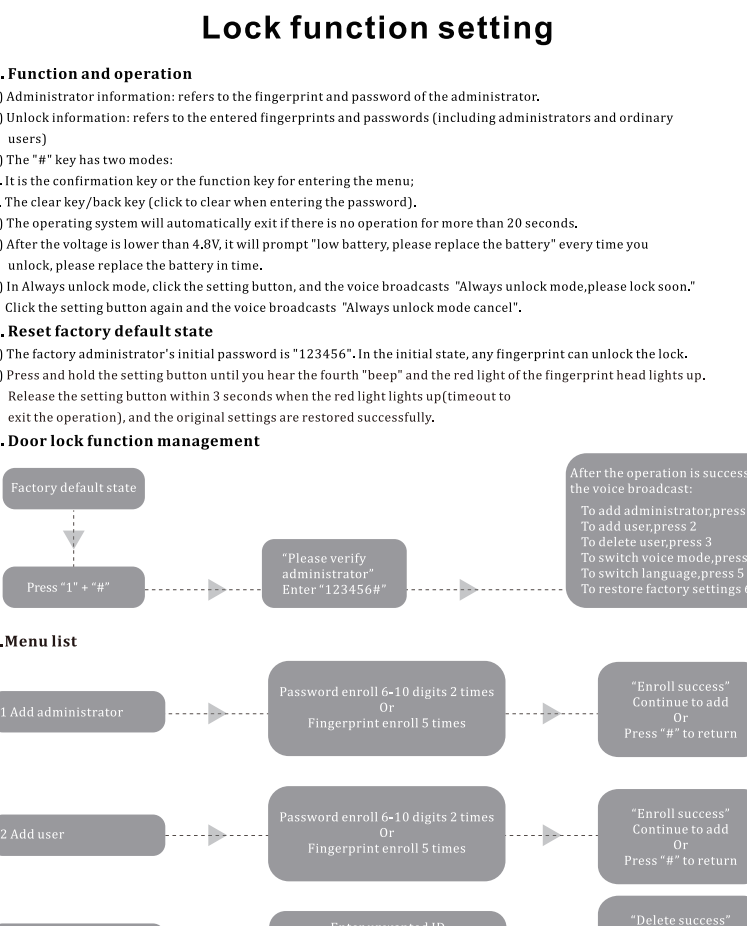 Lock function setting
. Function and operation
) Administrator information: refers to the fingerprint and password of the administrator.
) Unlock information: refers to the entered fingerprints and passwords (including administrators and ordinary
users)
) The "#" key has two modes:
. It is the confirmation key or the function key for entering the menu;
. The clear key/back key (click to clear when entering the password).
) The operating system will automatically exit if there is no operation for more than 20 seconds.
) After the voltage is lower than 4.8V, it will prompt "low battery, please replace the battery" every time you
unlock, please replace the battery in time.
) In Always unlock mode, click the setting button, and the voice broadcasts "Always unlock mode,please lock soon."
Click the setting button again and the voice broadcasts "Always unlock mode cancel".
. Reset factory default state
) The factory administrator's initial password is "123456". In the initial state, any fingerprint can unlock the lock.
) Press and hold the setting button until you hear the fourth "beep" and the red light of the fingerprint head lights up.
Release the setting button within 3 seconds when the red light lights up(timeout to
exit the operation), and the original settings are restored successfully.
. Door lock function management
Factory default state
Press "1" + "#"
"Please verify
administrator"
Enter "123456#"
After the operation is success
the voice broadcast:
To add administrator,press
To add user,press 2
To delete user,press 3
To switch voice mode,press
To switch language,press 5
To restore factory settings
.Menu list
1 Add administrator
Password enroll 6-10 digits 2 times
Or
Fingerprint enroll 5 times
"Enroll success"
Continue to add
Or
Press "#" to return
2 Add user
Password enroll 6-10 digits 2 times
Or
Fingerprint enroll 5 times
"Enroll success"
Continue to add
Or
Press "#" to return
Enter unwanted ID
"Delete success"